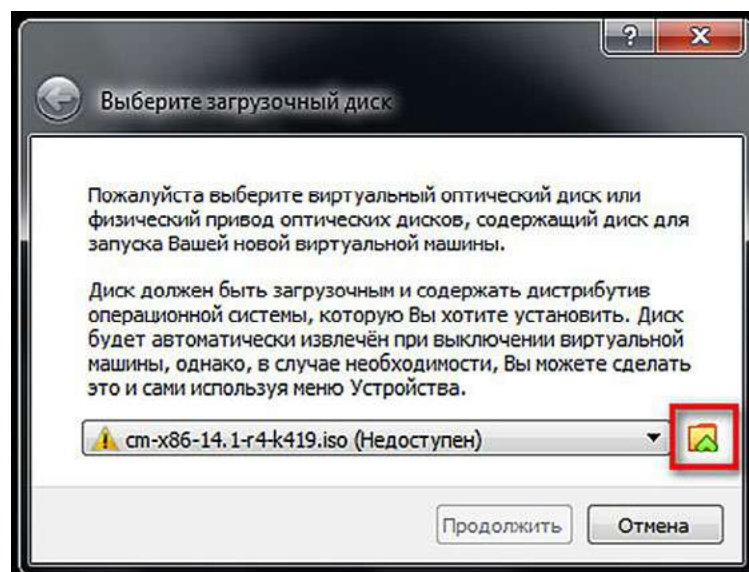 ?
X
Выберите загрузочный диск
Пожалуйста выберите виртуальный оптический диск или
физический привод оптических дисков, содержащий диск для
запуска Вашей новой виртуальной машины.
Диск должен быть загрузочным и содержать дистрибутив
операционной системы, которую Вы хотите установить. Диск
будет автоматически извлечён при выключении виртуальной
машины, однако, в случае необходимости, Вы можете сделать
это и сами используя меню Устройства.
cm-x86-14.1-r4-k419.iso (Недоступен)
Продолжить
Отмена